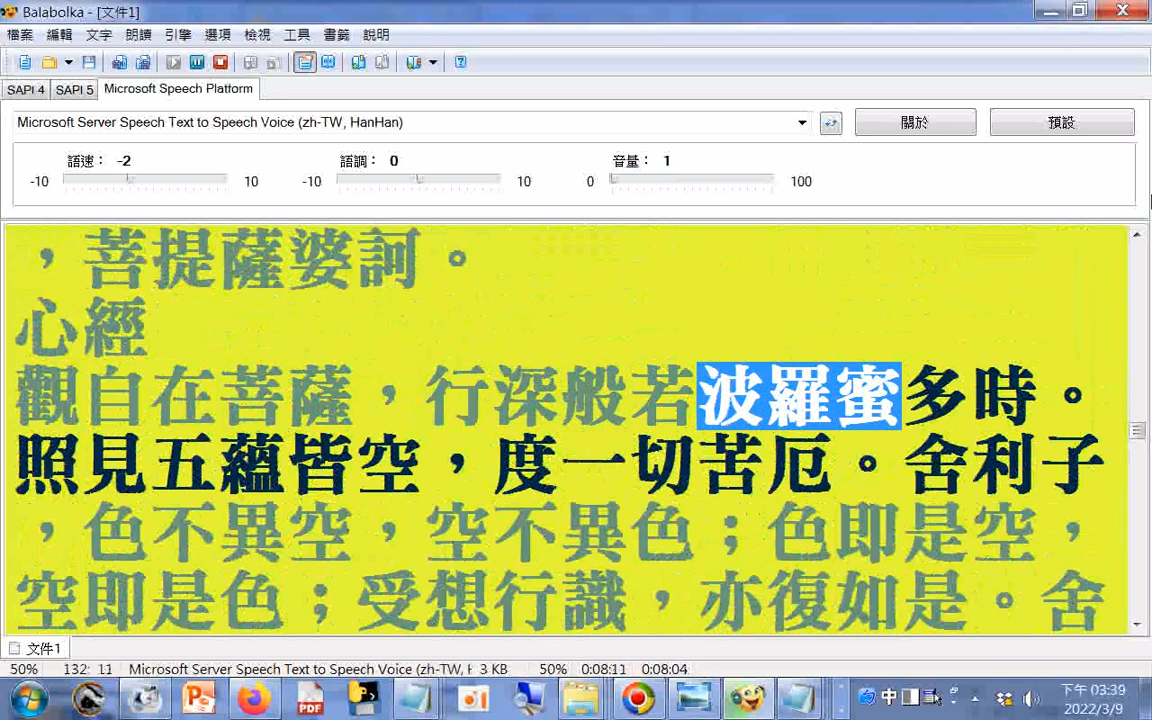 Balabolka - [文件1]
檔案 編輯 文字 朗讀 引擎 選項 檢視 工具 書籤 說明
SAPI 4 SAPI 5 Microsoft Speech Platform
Microsoft Server Speech Text to Speech Voice (zh-TW, HanHan) 關於 預設
語速： -2 語調： 0 音量： 1
-10 10 -10 10 0 100
，菩提薩婆訶。
心經
觀自在菩薩，行深般若波羅蜜多時。
照見五蘊皆空，度一切苦厄。舍利子
，色不異空，空不異色；色即是空，
空即是色；受想行識，亦復如是。舍
文件1
50% 132: 11 Microsoft Server Speech Text to Speech Voice (zh-TW, H 3 KB 50% 0:08:11 0:08:04
中 下午 03:39
2022/3/9